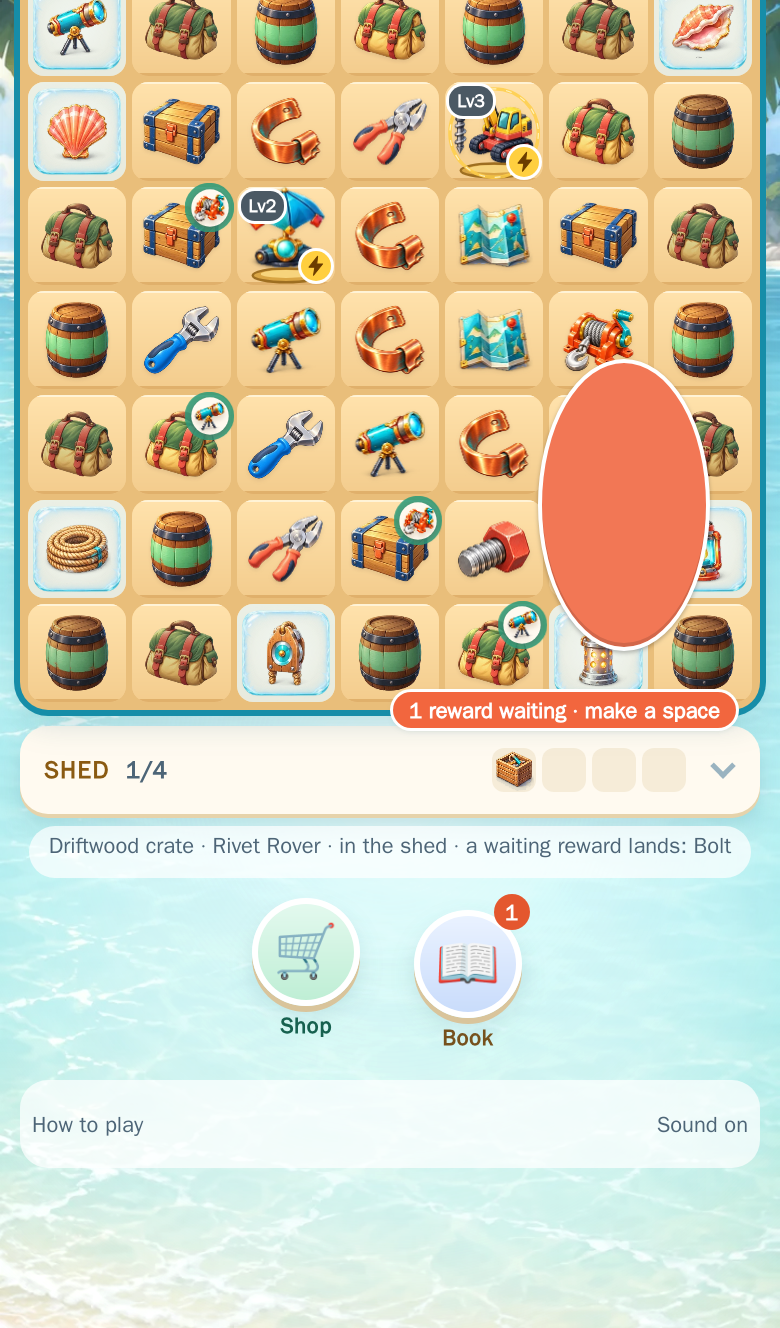 Lv3
Lv2
1 reward waiting · make a space
SHED 1/4
Driftwood crate · Rivet Rover · in the shed · a waiting reward lands: Bolt
1
Shop
Book
How to play
Sound on